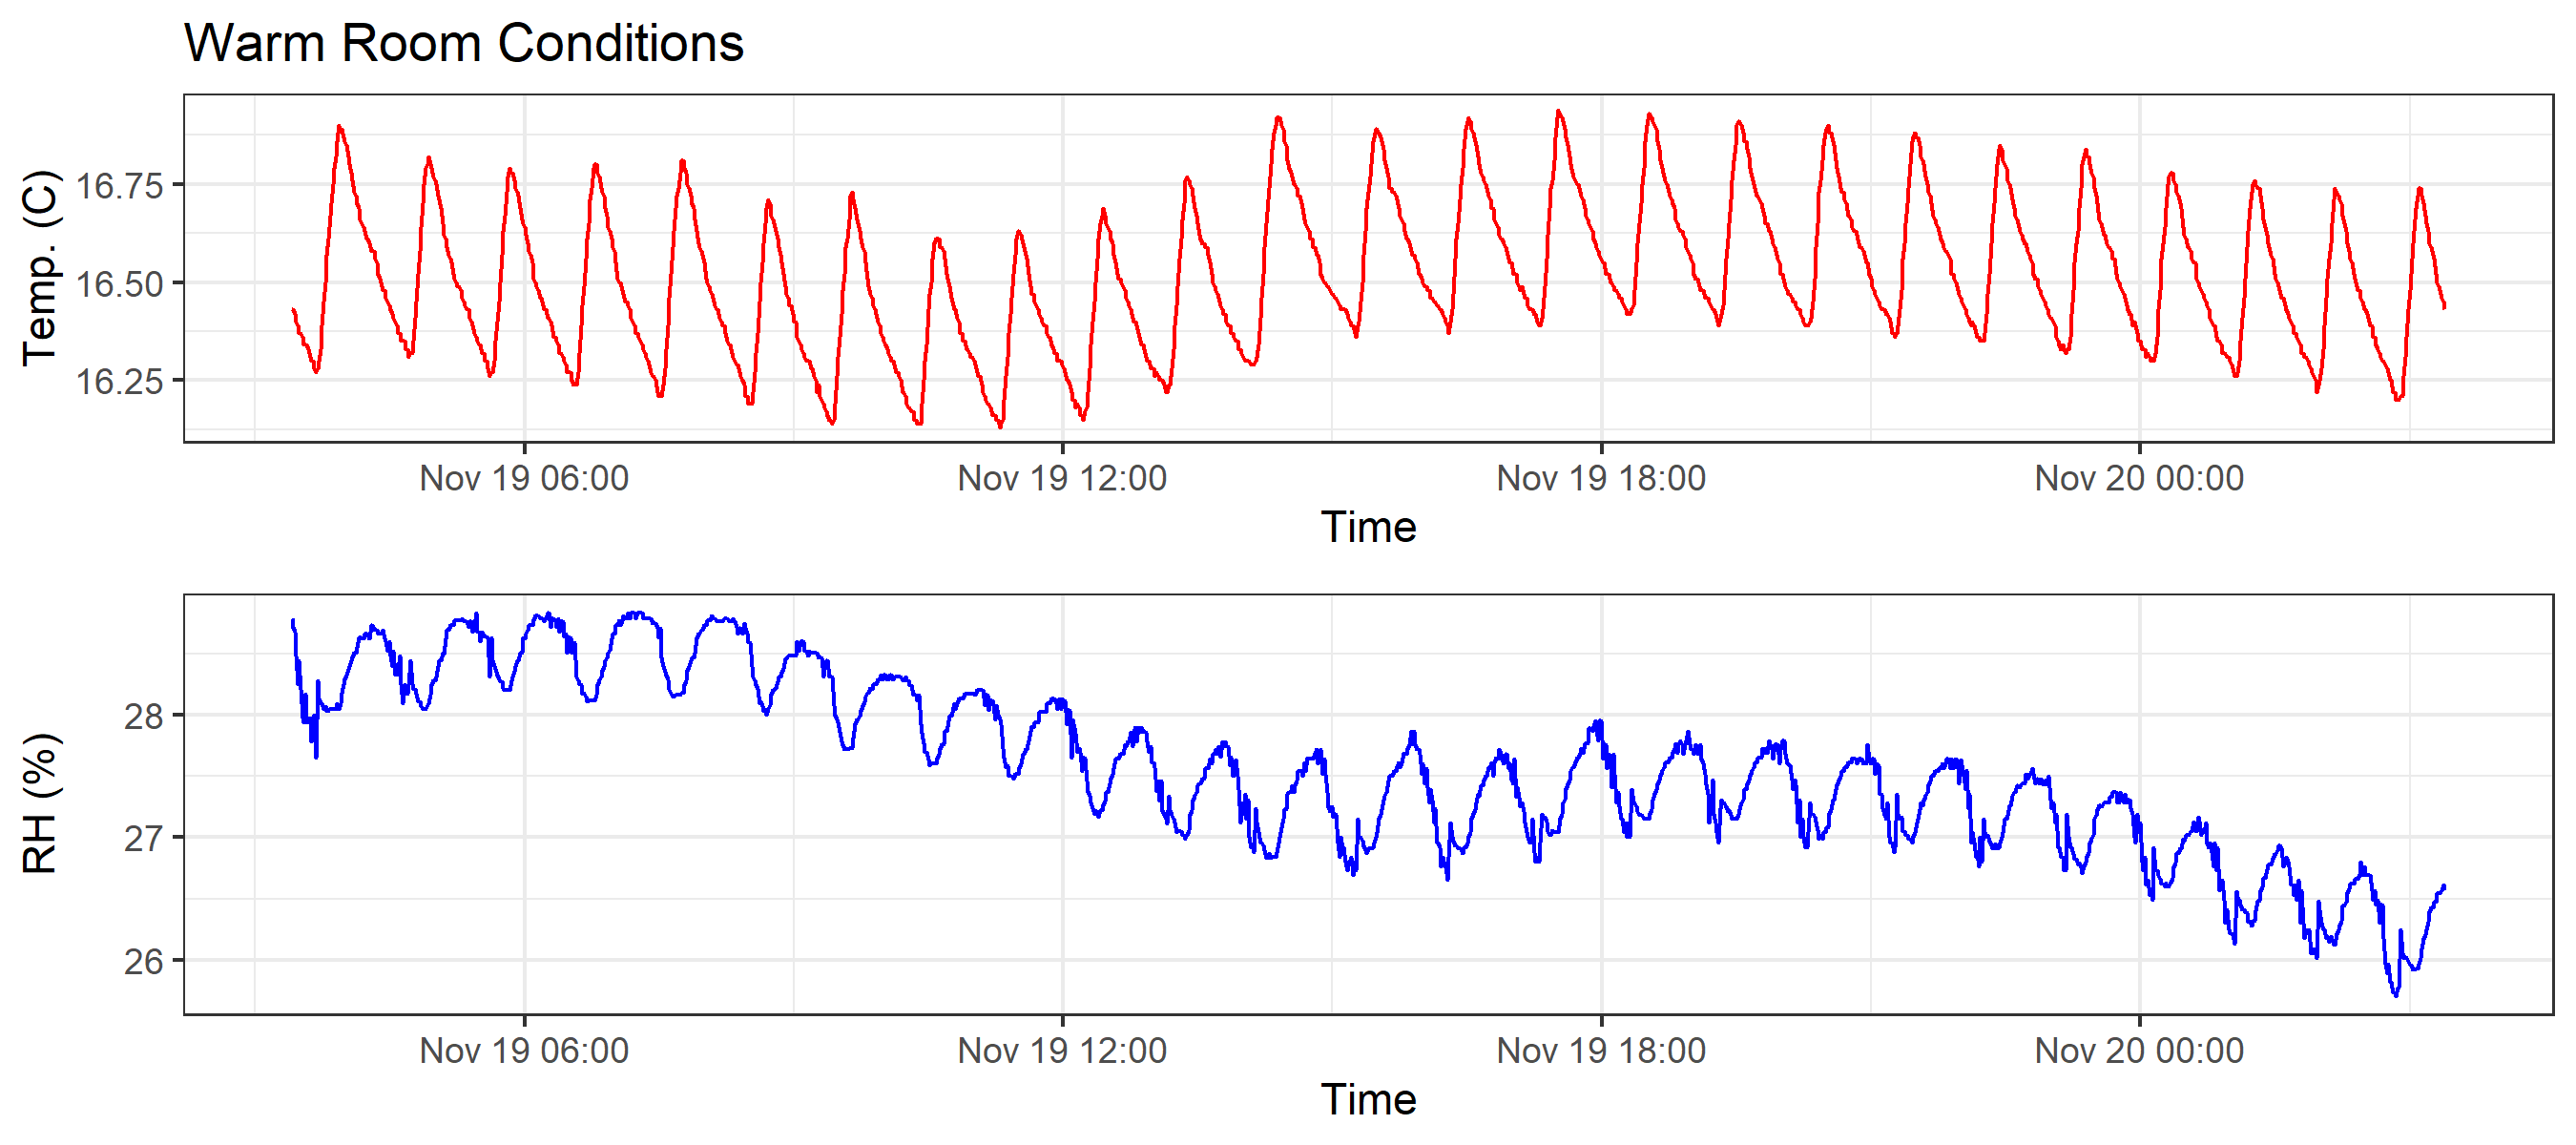 Warm Room Conditions
Temp. (C)
16.75
16.50
16.25
Nov 19 06:00 Nov 19 12:00 Nov 19 18:00 Nov 20 00:00
Time
RH (%)
28
27
26
Nov 19 06:00 Nov 19 12:00 Nov 19 18:00 Nov 20 00:00
Time